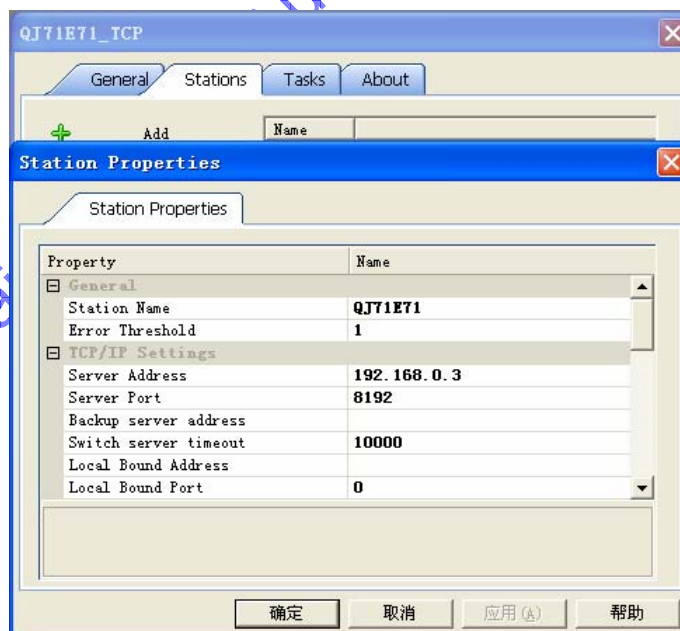 QJ71E71_TCP
General Stations Tasks About
Add Name
Station Properties
Station Properties
Property Name
General
Station Name QJ71E71
Error Threshold 1
TCP/IP Settings
Server Address 192.168.0.3
Server Port 8192
Backup server address
Switch server timeout 10000
Local Bound Address
Local Bound Port 0
确定 取消 应用(A) 帮助